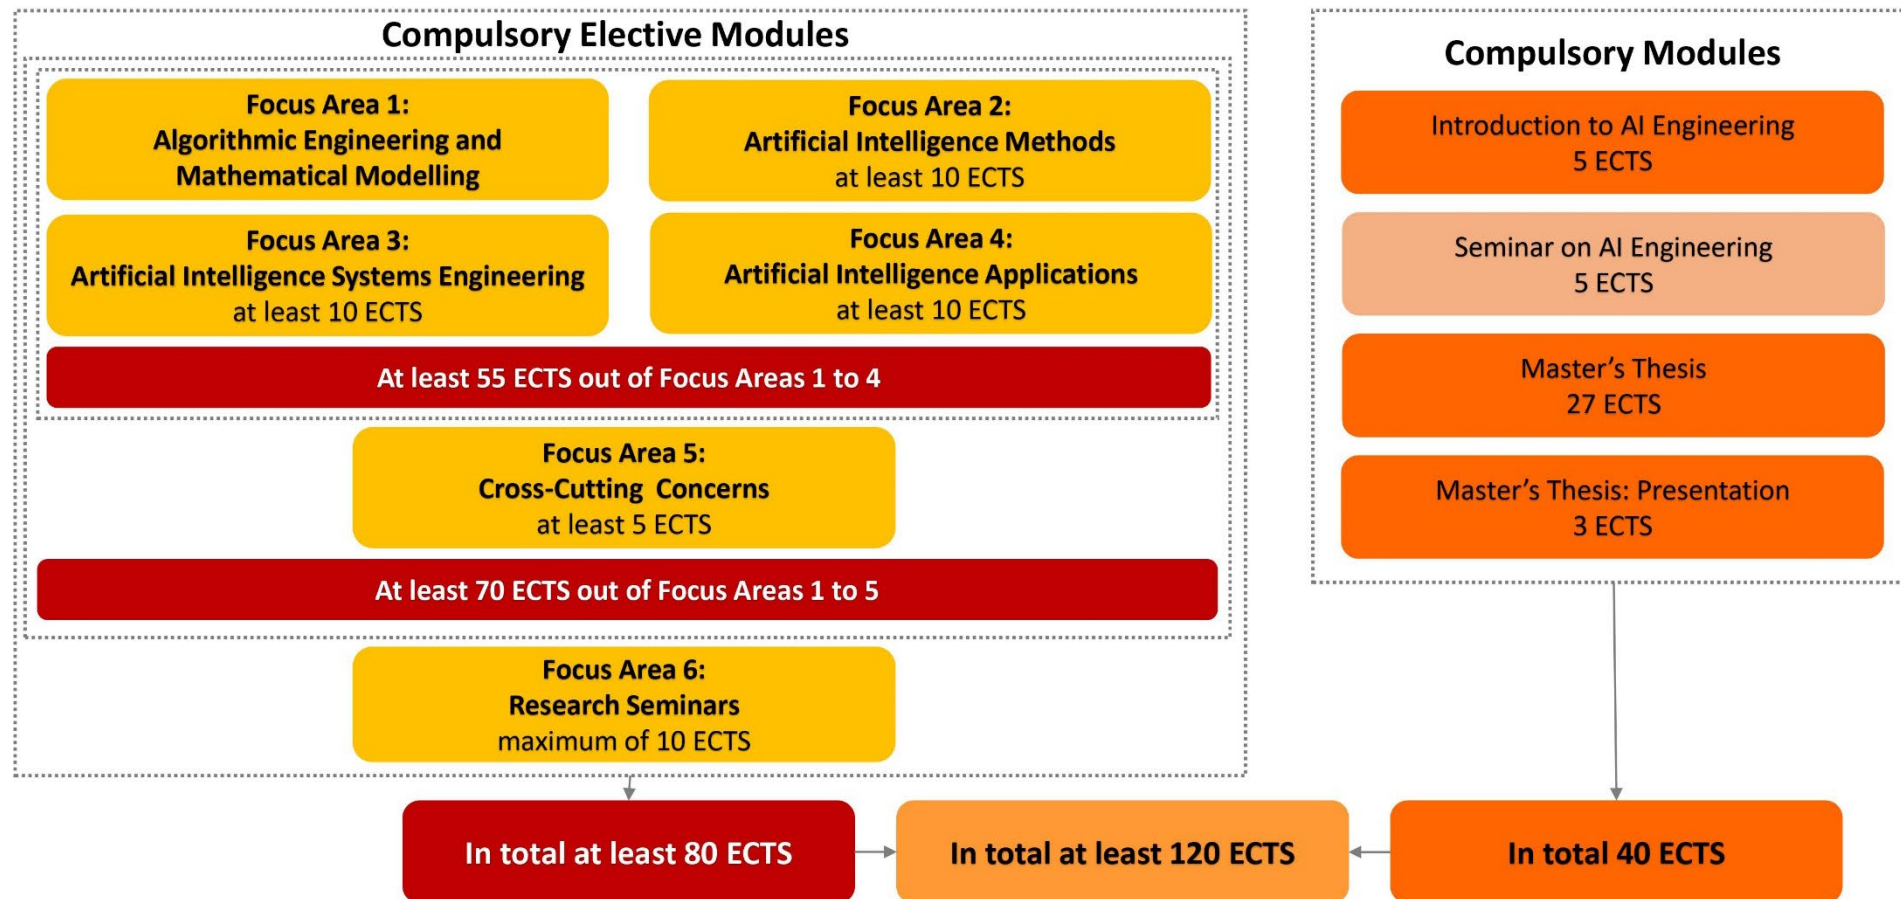 Compulsory Elective Modules
Focus Area 1:
Algorithmic Engineering and
Mathematical Modelling
Focus Area 2:
Artificial Intelligence Methods
at least 10 ECTS
Focus Area 3:
Artificial Intelligence Systems Engineering
at least 10 ECTS
Focus Area 4:
Artificial Intelligence Applications
at least 10 ECTS
At least 55 ECTS out of Focus Areas 1 to 4
Focus Area 5:
Cross-Cutting Concerns
at least 5 ECTS
At least 70 ECTS out of Focus Areas 1 to 5
Focus Area 6:
Research Seminars
maximum of 10 ECTS
Compulsory Modules
Introduction to AI Engineering
5 ECTS
Seminar on AI Engineering
5 ECTS
Master’s Thesis
27 ECTS
Master’s Thesis: Presentation
3 ECTS
In total at least 80 ECTS
In total at least 120 ECTS
In total 40 ECTS